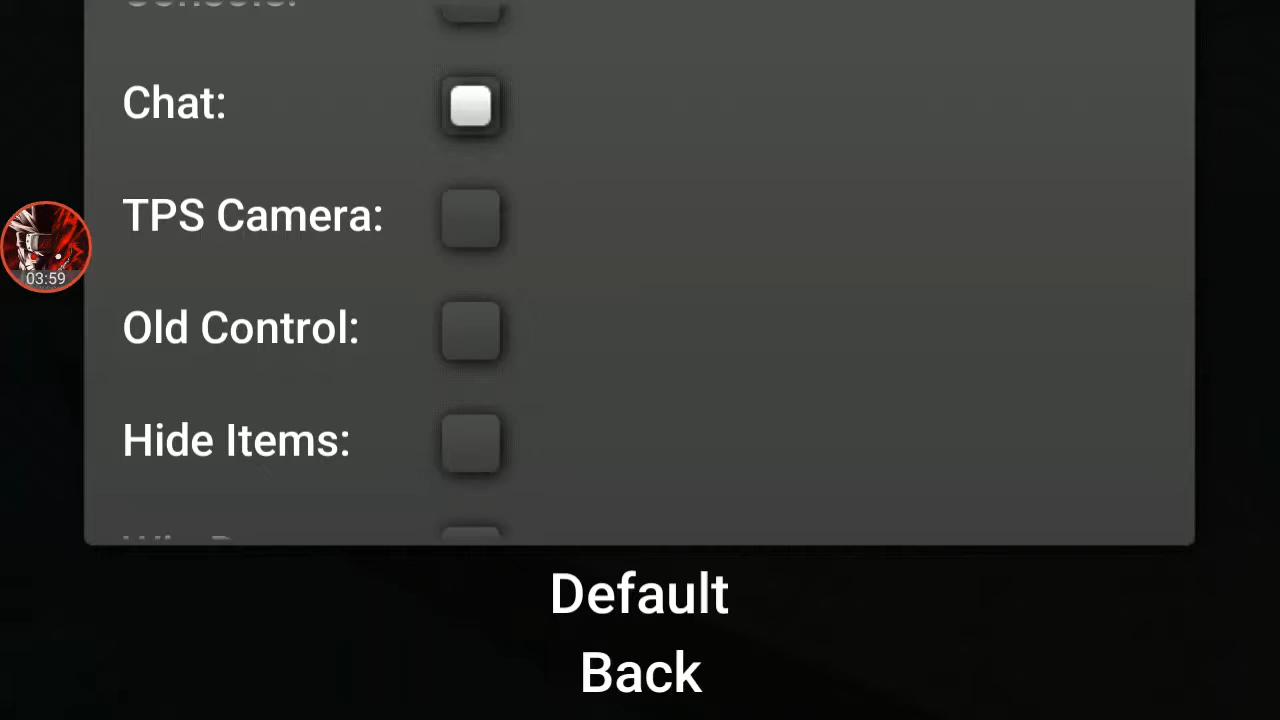 Chat:
TPS Camera:
03:59
Old Control:
Hide Items:
Default
Back